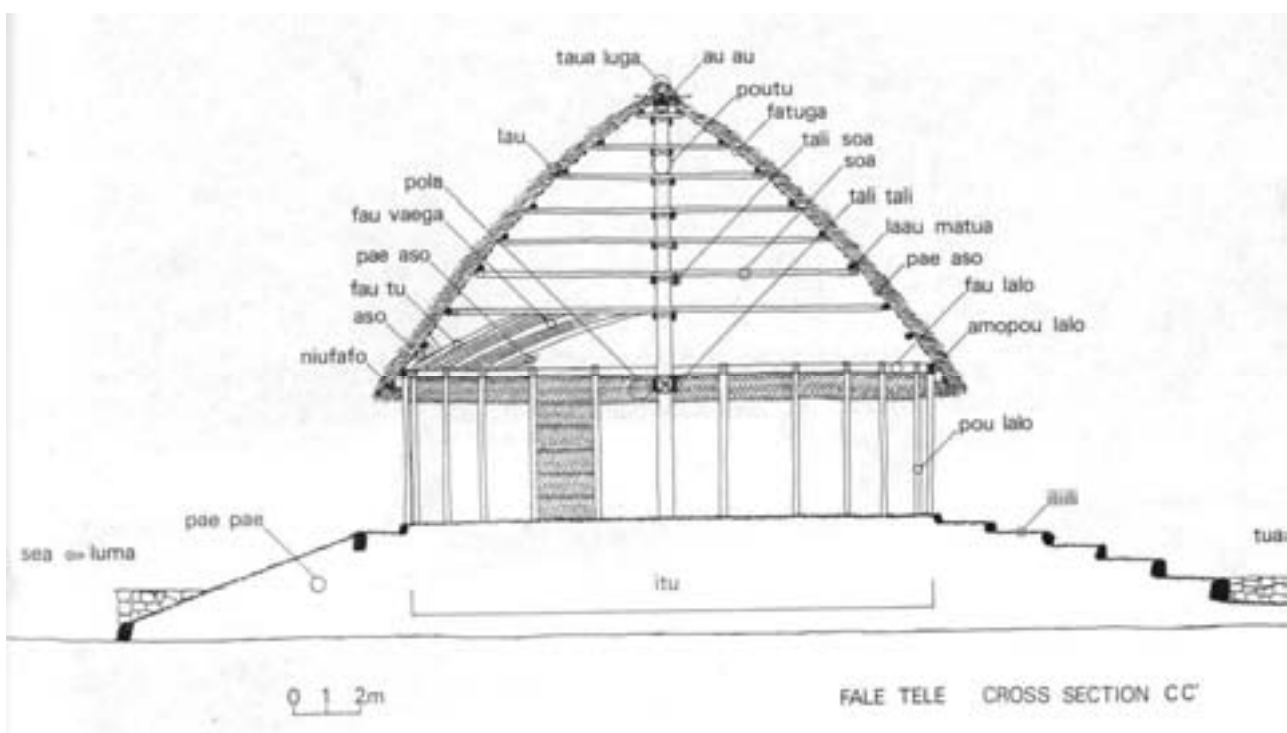 taua luga
au au
poutu
fatuga
lau
tali soa
soa
pola
tali tali
fau vaega
laau matua
pae aso
pae aso
fau tu
fau lalo
aso
amopou lalo
niufafo
pou lalo
pae pae
sea luma
itu
0 1 2m
FALE TELE CROSS SECTION CC'